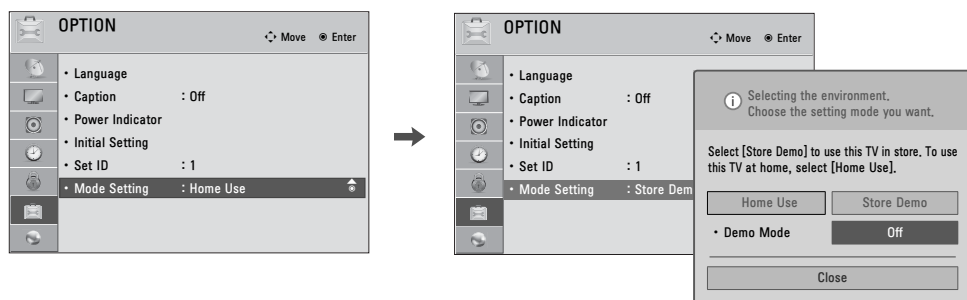 OPTION
Move Enter
• Language
• Caption : Off
• Power Indicator
• Initial Setting
• Set ID : 1
• Mode Setting : Home Use
OPTION
Move Enter
• Language
• Caption : Off
• Power Indicator
• Initial Setting
• Set ID : 1
• Mode Setting : Store Dem
i Selecting the environment.
Choose the setting mode you want.
Select [Store Demo] to use this TV in store. To use
this TV at home, select [Home Use].
Home Use Store Demo
• Demo Mode Off
Close